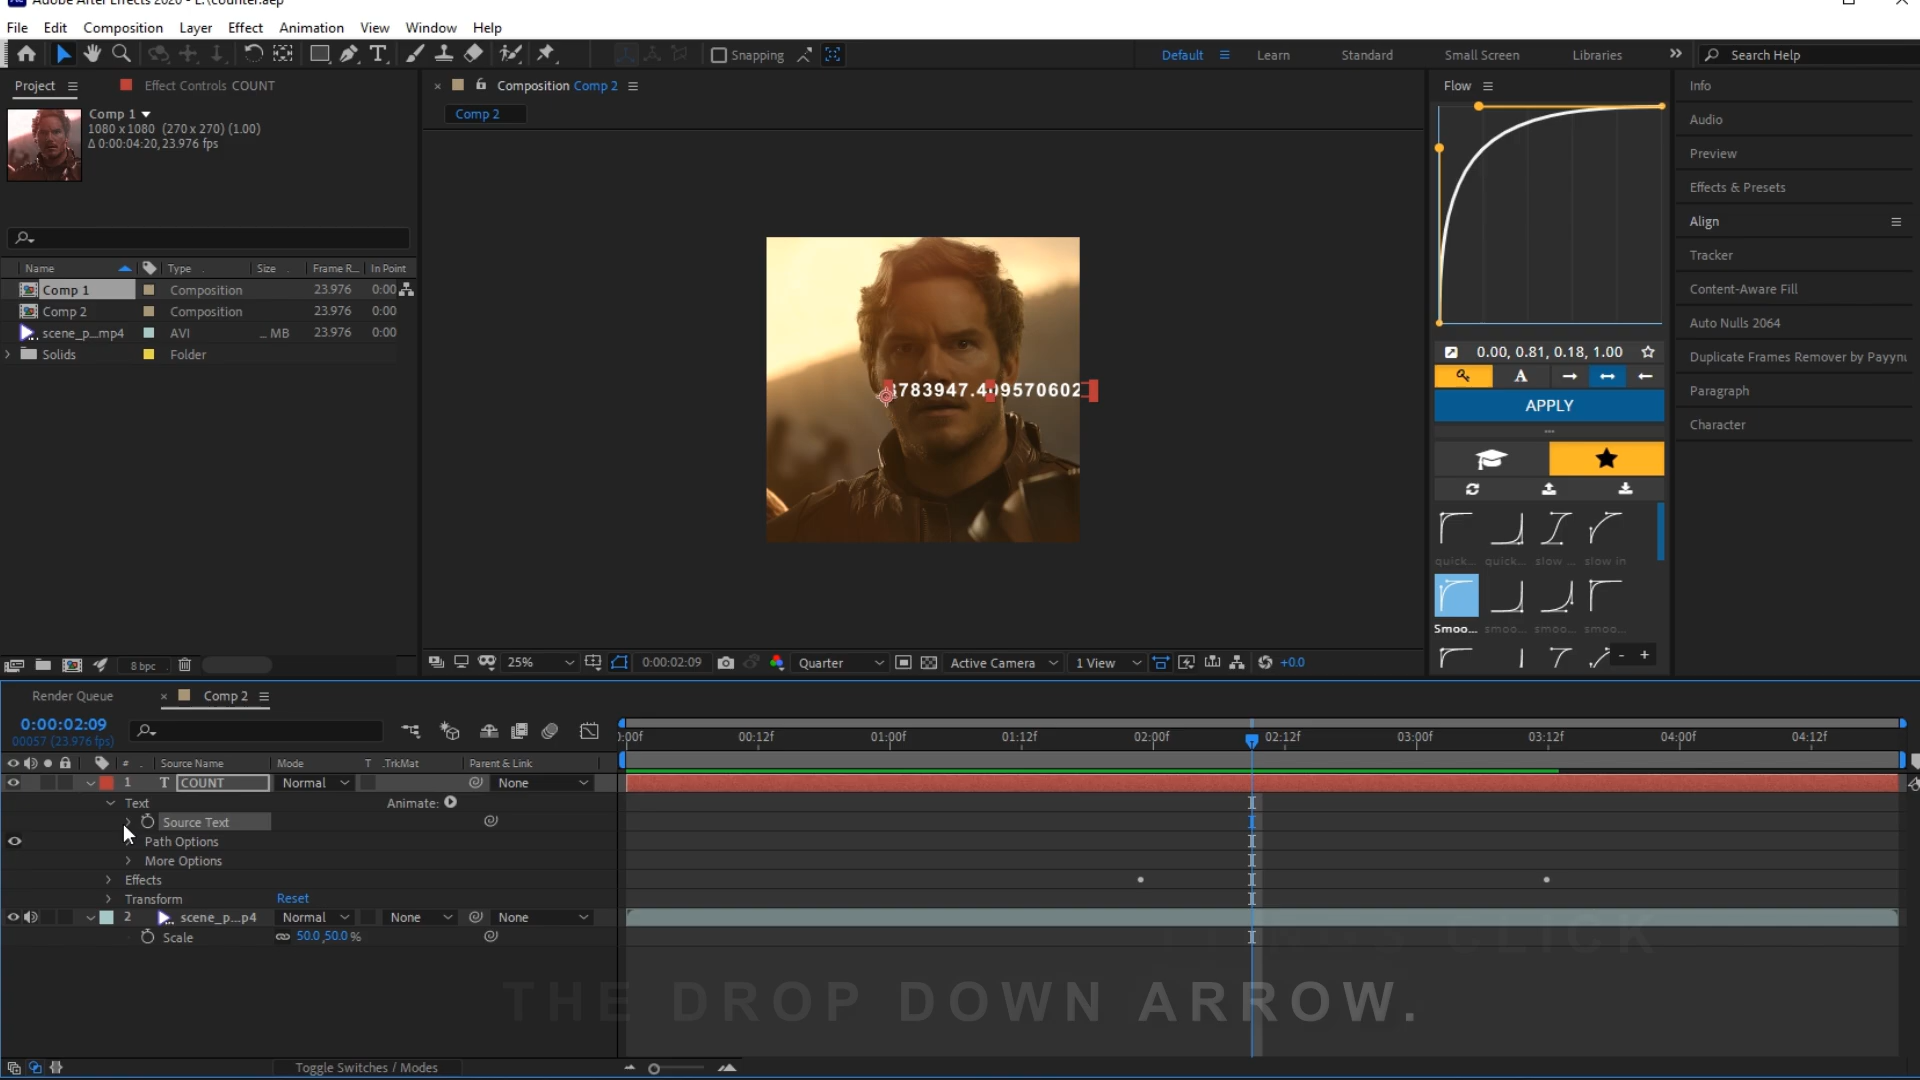 Adobe After Effects 2020 - E:\counter.aep
File Edit Composition Layer Effect Animation View Window Help
Snapping
Default Learn Standard Small Screen Libraries Search Help
Project Effect Controls COUNT
Comp 1
1080 x 1080 (270 x 270) (1.00)
Δ 0:00:04:20, 23.976 fps
Name Type Size Frame R... In Point
Comp 1 Composition 23.976 0:00
Comp 2 Composition 23.976 0:00
scene_p...mp4 AVI ... MB 23.976 0:00
Solids Folder
8 bpc
Composition Comp 2
Comp 2
783947.409570602
25% 0:00:02:09 Quarter Active Camera 1 View +0.0
Flow
0.00, 0.81, 0.18, 1.00
A
APPLY
quick... quick... slow ... slow in
Smoo... smoo... smoo... smoo...
- +
Info
Audio
Preview
Effects & Presets
Align
Tracker
Content-Aware Fill
Auto Nulls 2064
Duplicate Frames Remover by Payynu
Paragraph
Character
Render Queue Comp 2
0:00:02:09
00057 (23.976 fps)
):00f 00:12f 01:00f 01:12f 02:00f 02:12f 03:00f 03:12f 04:00f 04:12f
# Source Name Mode T .TrkMat Parent & Link
1 T COUNT Normal None
Text Animate:
Source Text
Path Options
More Options
Effects
Transform Reset
2 scene_p...p4 Normal None None
Scale 50.0,50.0 %
CLICK
THE DROP DOWN ARROW.
Toggle Switches / Modes